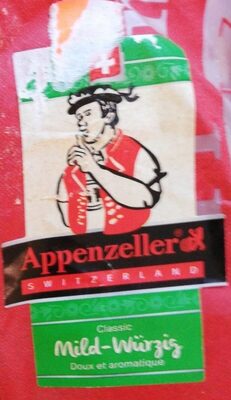 Appenzeller®
SWITZERLAND
Classic
Mild-Würzig
Doux et aromatique